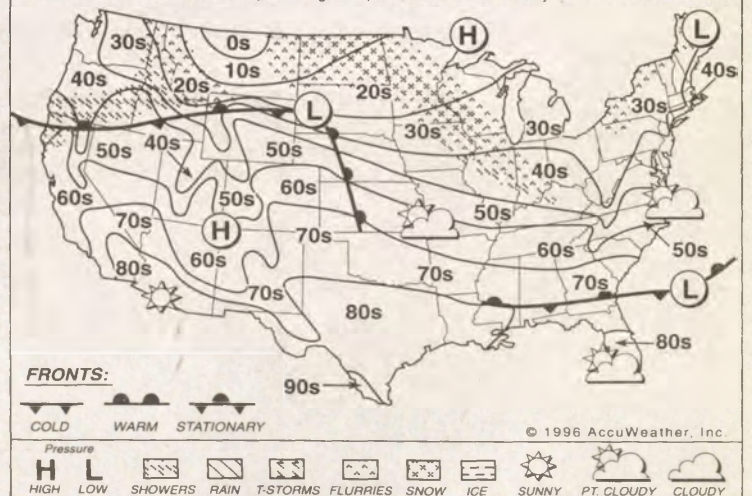 H
L
30s
0s
10s
40s
20s
20s
40s
30s
30s
30s
L
50s
40s
50s
40s
60s
50s
60s
50s
70s
H
70s
60s
50s
60s
80s
70s
70s
70s
L
80s
80s
90s
FRONTS:
COLD WARM STATIONARY
© 1996 AccuWeather, Inc.
Pressure
H L
HIGH LOW SHOWERS RAIN T-STORMS FLURRIES SNOW ICE SUNNY PT. CLOUDY CLOUDY